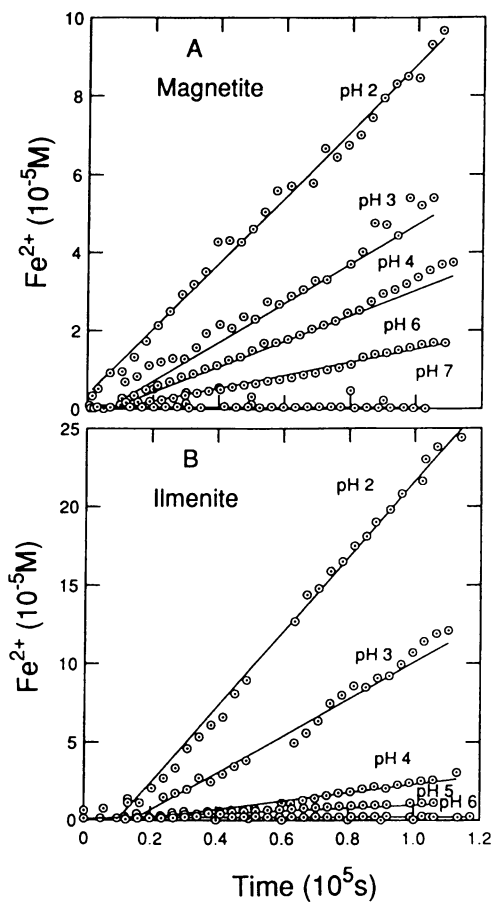 10
A
Magnetite
pH 2
8
6
pH 3
4
pH 4
2
pH 6
pH 7
0
Fe2+ (10-5M)
25
B
Ilmenite
pH 2
20
15
10
pH 3
5
pH 4
pH 5
pH 6
0
Fe2+ (10-5M)
0 0.2 0.4 0.6 0.8 1.0 1.2
Time (105s)